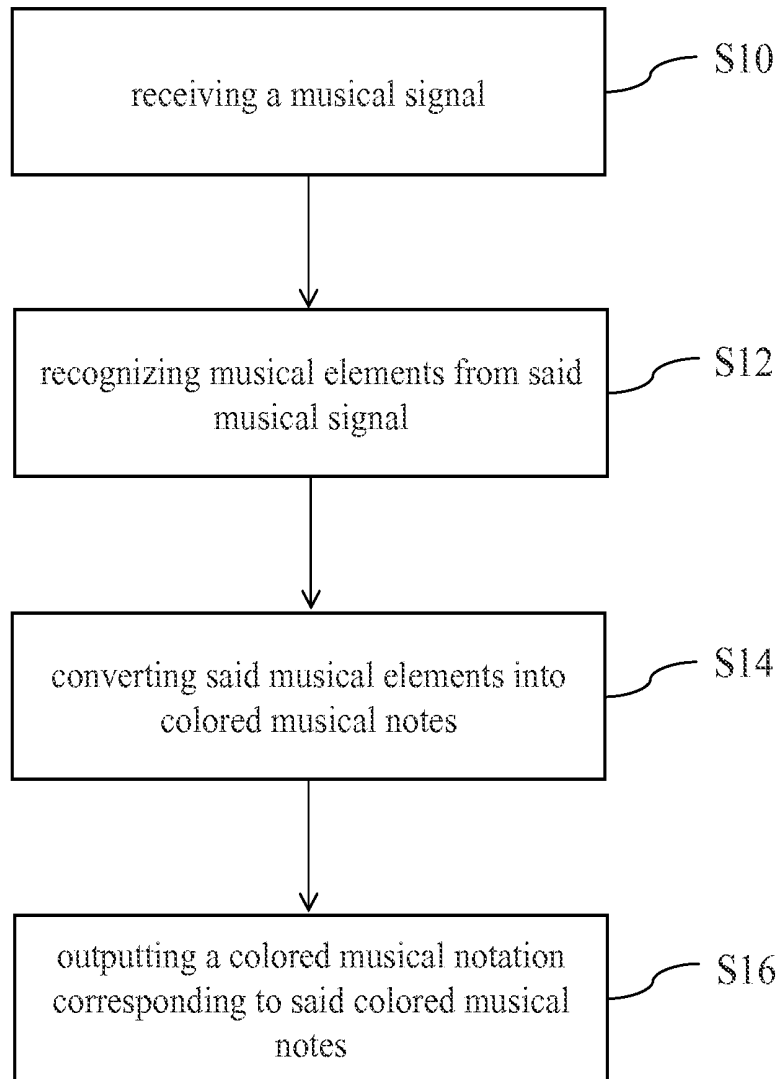 receiving a musical signal
S10
recognizing musical elements from said
musical signal
S12
converting said musical elements into
colored musical notes
S14
outputting a colored musical notation
corresponding to said colored musical
notes
S16